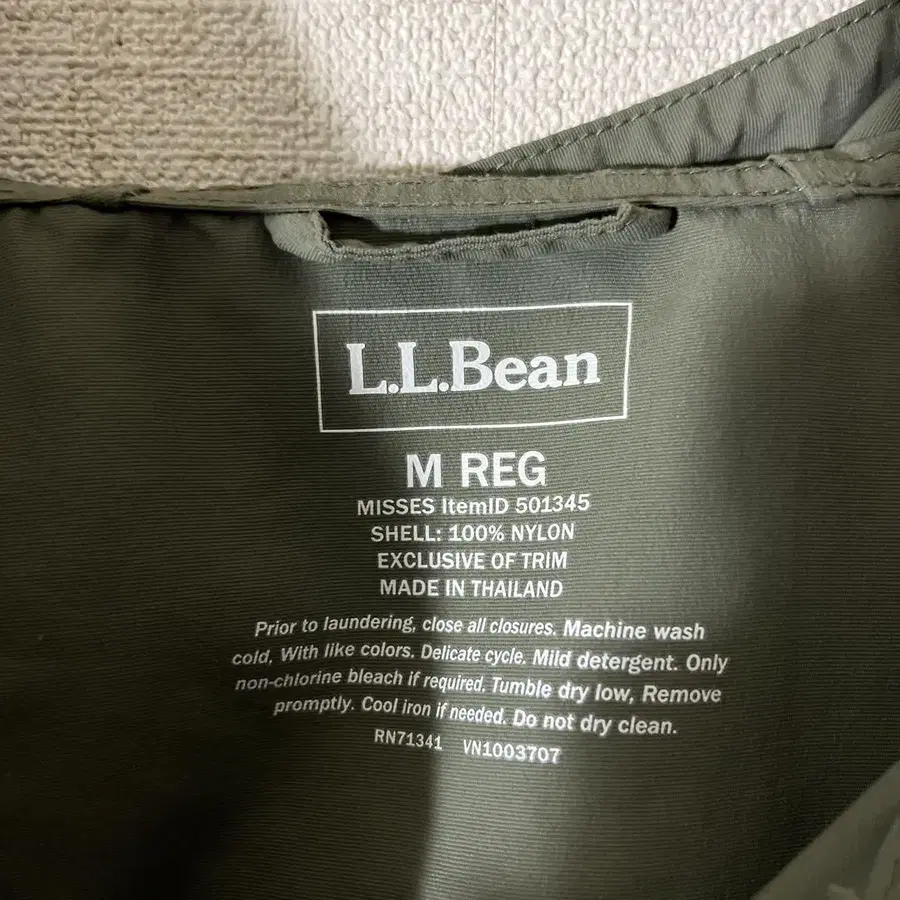 L.L.Bean
M REG
MISSES ItemID 501345
SHELL: 100% NYLON
EXCLUSIVE OF TRIM
MADE IN THAILAND
Prior to laundering, close all closures. Machine wash
cold, With like colors. Delicate cycle. Mild detergent. Only
non-chlorine bleach if required. Tumble dry low, Remove
promptly. Cool iron if needed. Do not dry clean.
RN71341 VN1003707